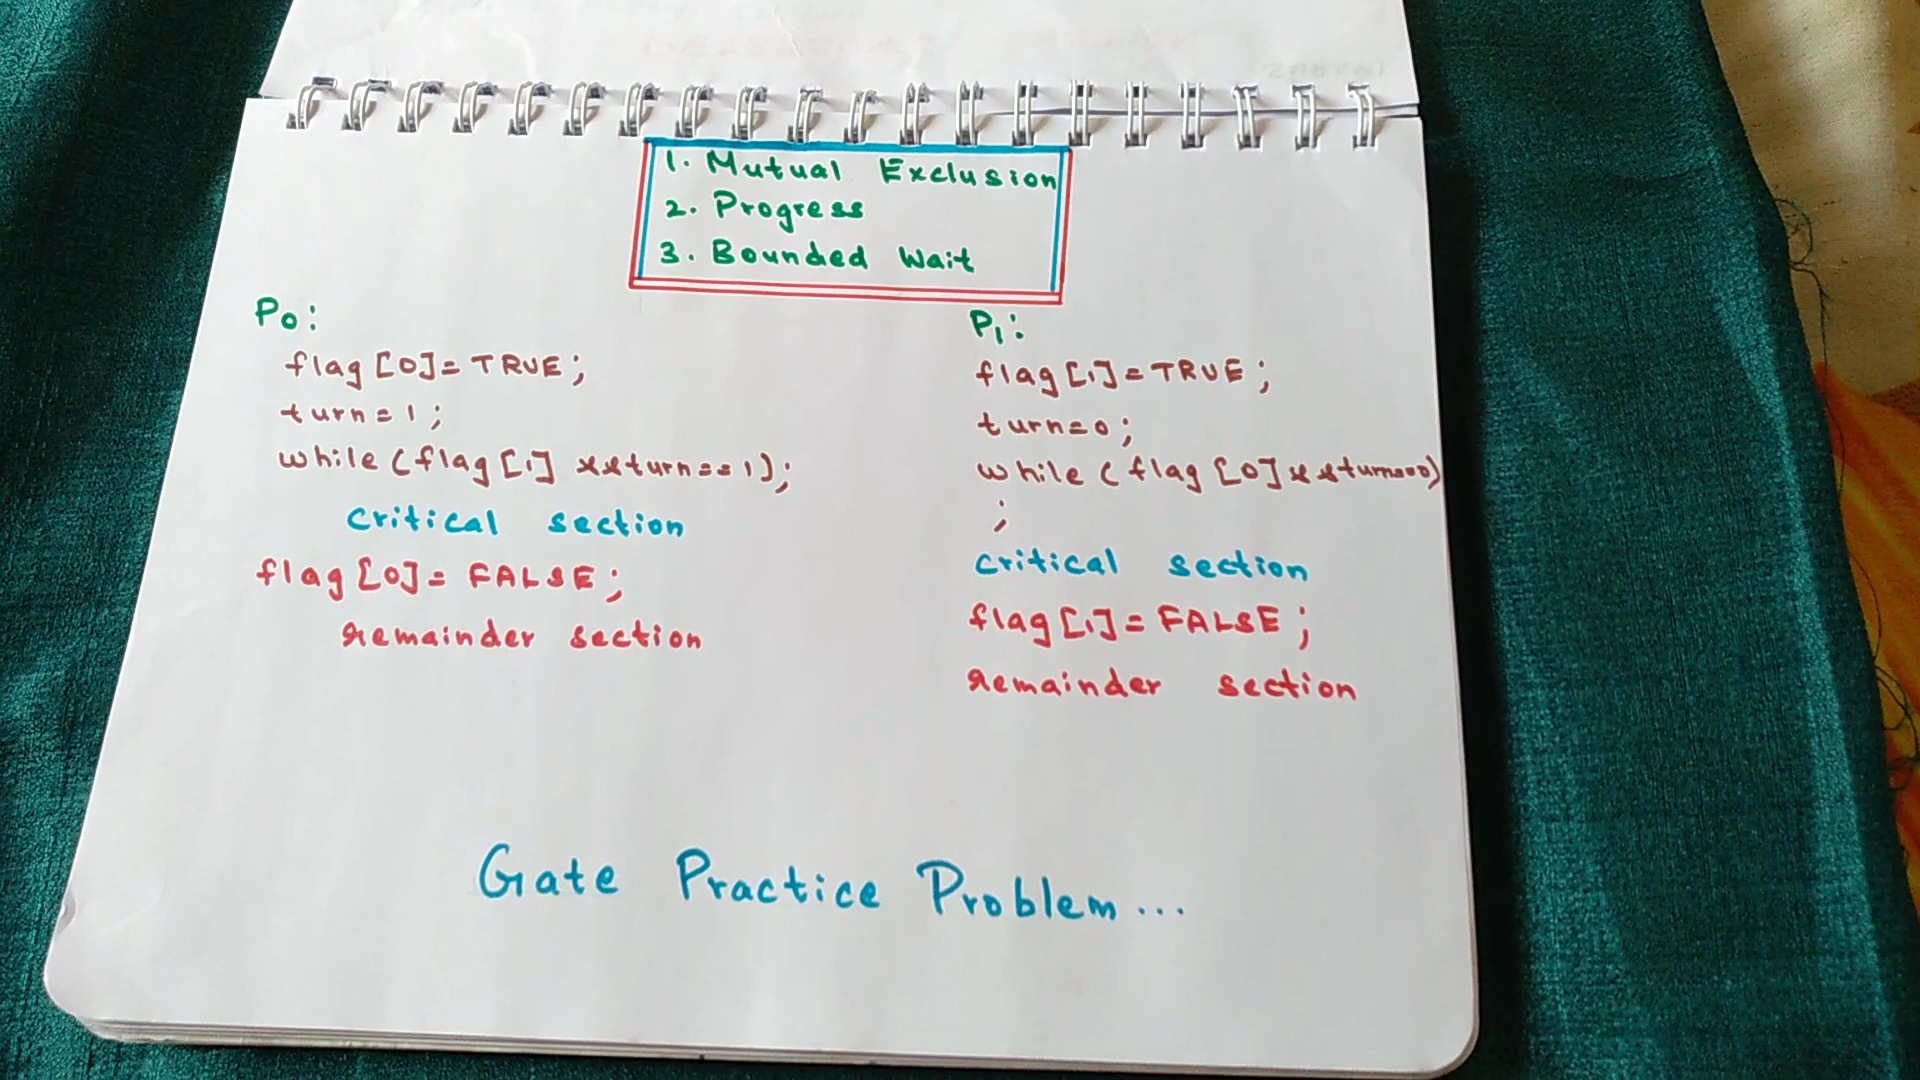 1. Mutual Exclusion
2. Progress
3. Bounded Wait
P0:
flag[0]=TRUE;
turn=1;
while(flag[1] &&turn==1);
critical section
flag[0]= FALSE;
remainder section
P1:
flag[1]=TRUE;
turn=0;
while(flag[0]&&turn==0)
;
critical section
flag[1]=FALSE;
remainder section
Gate Practice Problem...